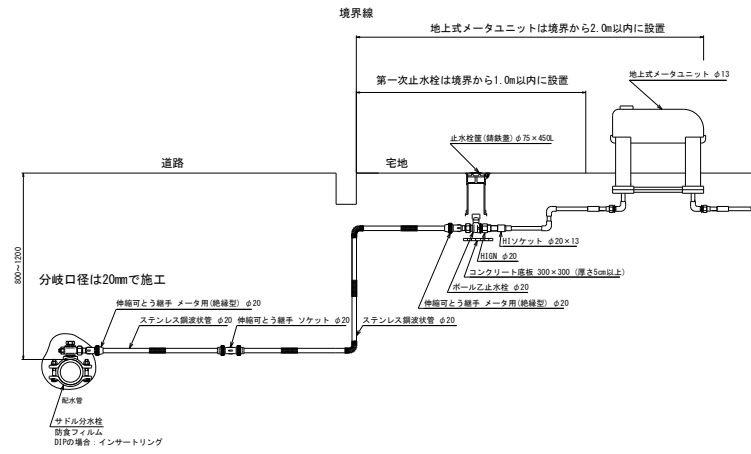 境界線
地上式メータユニットは境界から2.0m以内に設置
第一次止水栓は境界から1.0m以内に設置
地上式メータユニット φ13
止水栓筐(鋳鉄蓋) φ75×450L
道路
宅地
HIソケット φ20×13
HIGN φ20
コンクリート底板 300×300 (厚さ5cm以上)
ボール乙止水栓 φ20
伸縮可とう継手 メータ用(絶縁型) φ20
800~1200
分岐口径は20mmで施工
伸縮可とう継手 メータ用(絶縁型) φ20
ステンレス鋼波状管 φ20
伸縮可とう継手 ソケット φ20
ステンレス鋼波状管 φ20
配水管
サドル分水栓
防食フィルム
DIPの場合：インサートリング